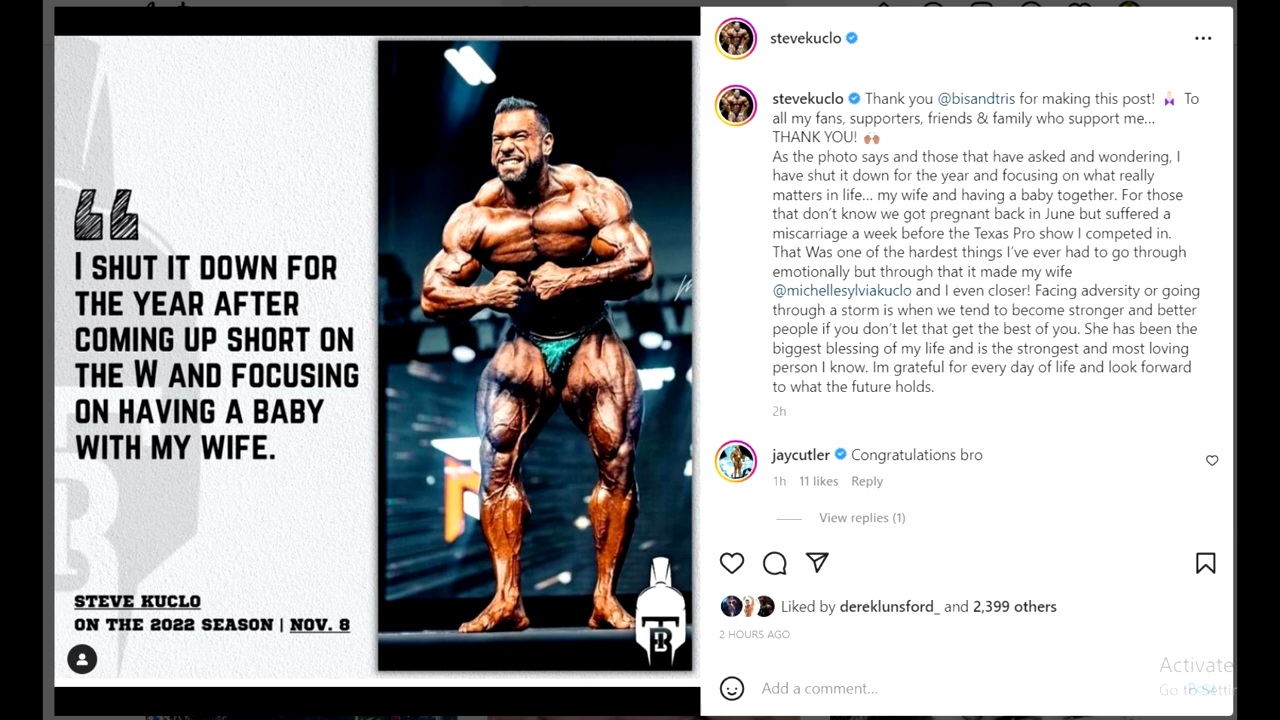 I SHUT IT DOWN FOR
THE YEAR AFTER
COMING UP SHORT ON
THE W AND FOCUSING
ON HAVING A BABY
WITH MY WIFE.
STEVE KUCLO
ON THE 2022 SEASON | NOV. 8
TB
stevekuclo
stevekuclo Thank you @bisandtris for making this post! To
all my fans, supporters, friends & family who support me...
THANK YOU!
As the photo says and those that have asked and wondering, I
have shut it down for the year and focusing on what really
matters in life... my wife and having a baby together. For those
that don't know we got pregnant back in June but suffered a
miscarriage a week before the Texas Pro show I competed in.
That Was one of the hardest things I've ever had to go through
emotionally but through that it made my wife
@michellesylviakuclo and I even closer! Facing adversity or going
through a storm is when we tend to become stronger and better
people if you don't let that get the best of you. She has been the
biggest blessing of my life and is the strongest and most loving
person I know. Im grateful for every day of life and look forward
to what the future holds.
2h
jaycutler Congratulations bro
1h 11 likes Reply
View replies (1)
Liked by dereklunsford_ and 2,399 others
2 HOURS AGO
Add a comment...
Post
Activate
Go to Settin